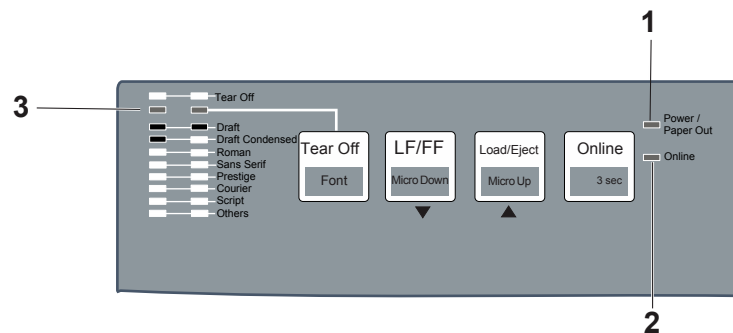 1
3
Tear Off
Draft
Draft Condensed
Roman
Sans Serif
Prestige
Courier
Script
Others
Tear Off
Font
LF/FF
Micro Down
Load/Eject
Micro Up
Online
3 sec
Power /
Paper Out
Online
2